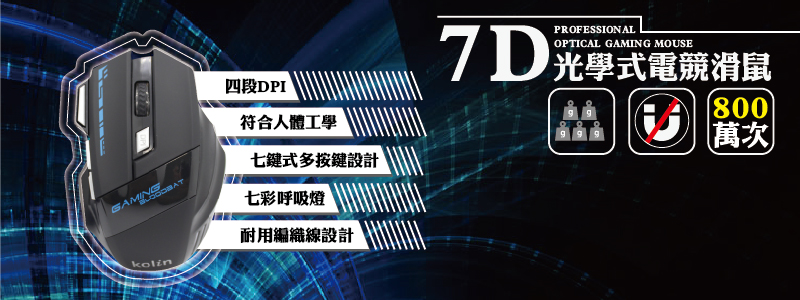 7D
PROFESSIONAL
OPTICAL GAMING MOUSE
光學式電競滑鼠
g g
g g g
800
萬次
四段DPI
符合人體工學
七鍵式多按鍵設計
七彩呼吸燈
耐用編織線設計
GAMING
BLOODBAT
kolin